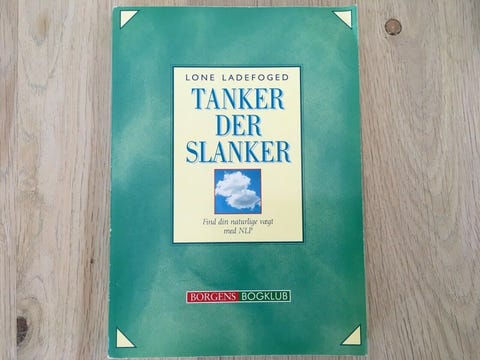 LONE LADEFOGED
TANKER
DER
SLANKER
Find din naturlige vægt
med NLP
BORGENS BOGKLUB